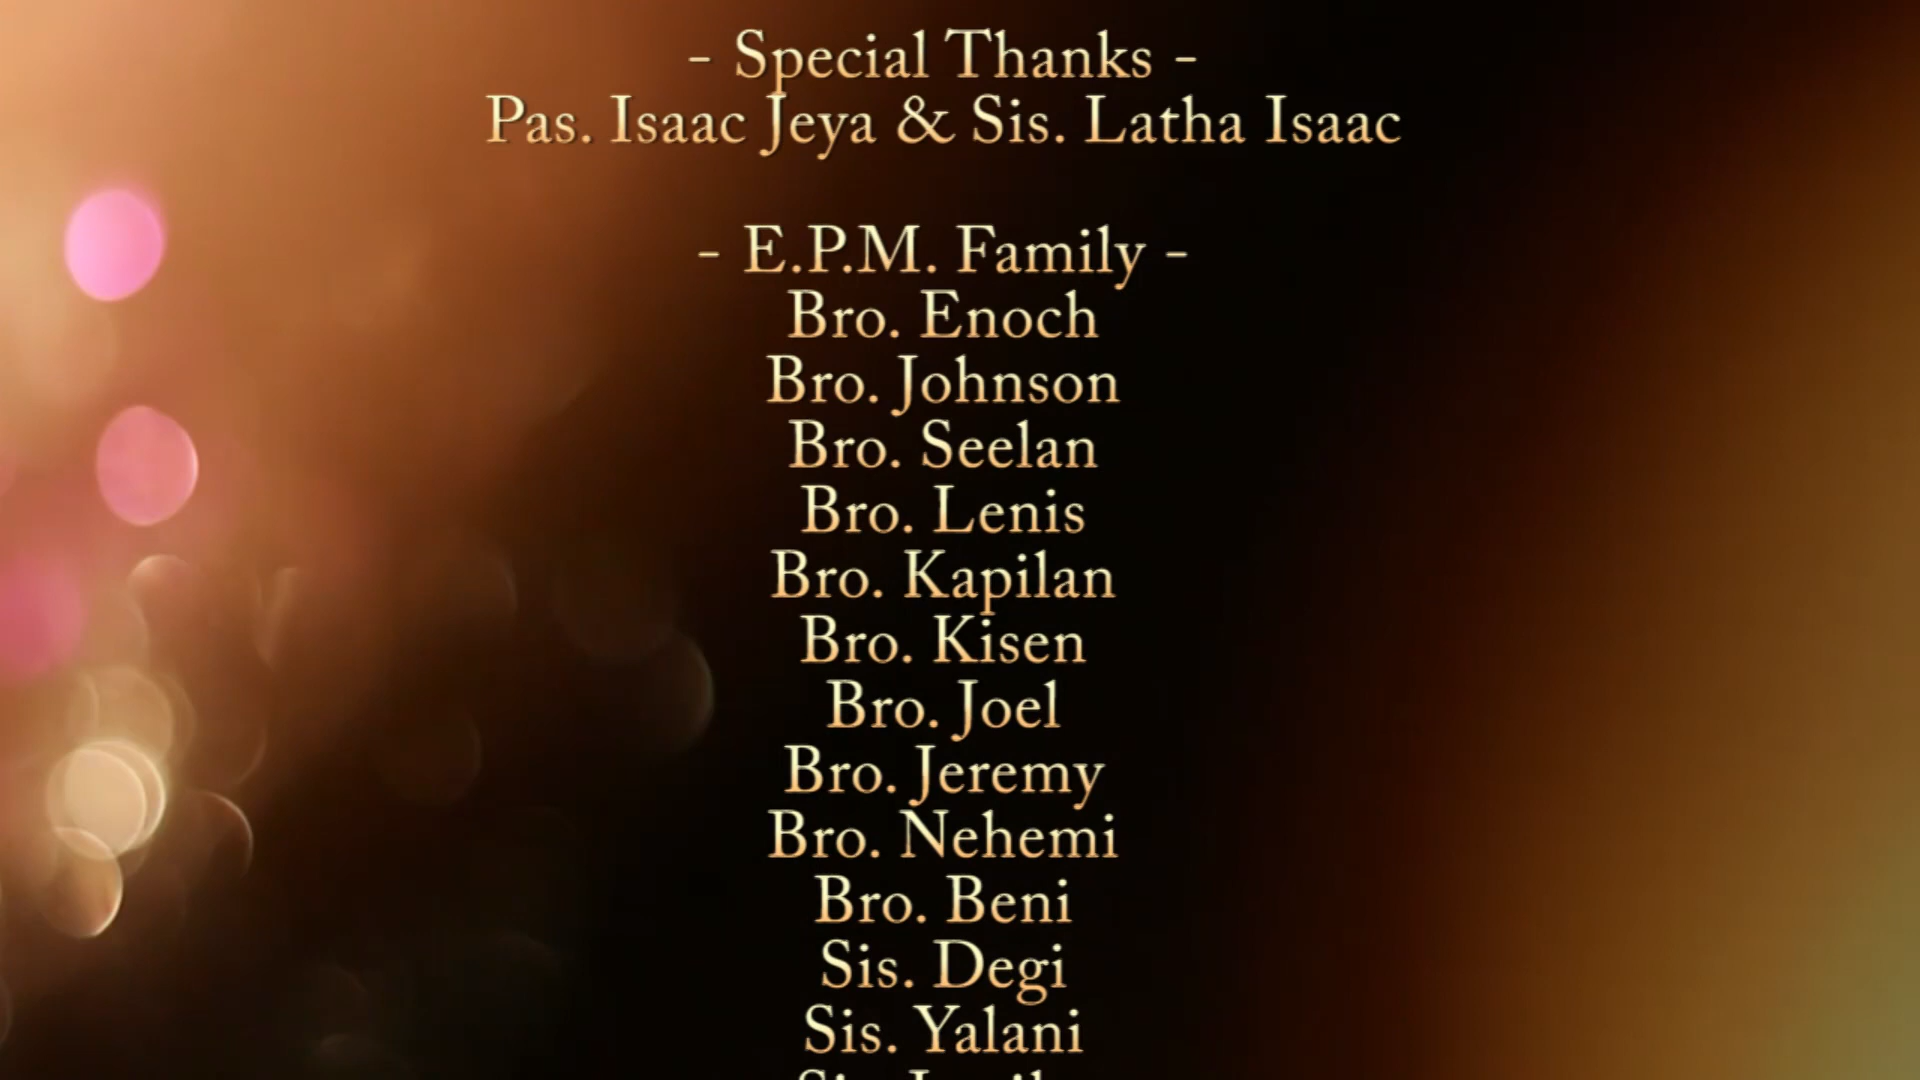 - Special Thanks -
Pas. Isaac Jeya & Sis. Latha Isaac
- E.P.M. Family -
Bro. Enoch
Bro. Johnson
Bro. Seelan
Bro. Lenis
Bro. Kapilan
Bro. Kisen
Bro. Joel
Bro. Jeremy
Bro. Nehemi
Bro. Beni
Sis. Degi
Sis. Yalani
Sis.